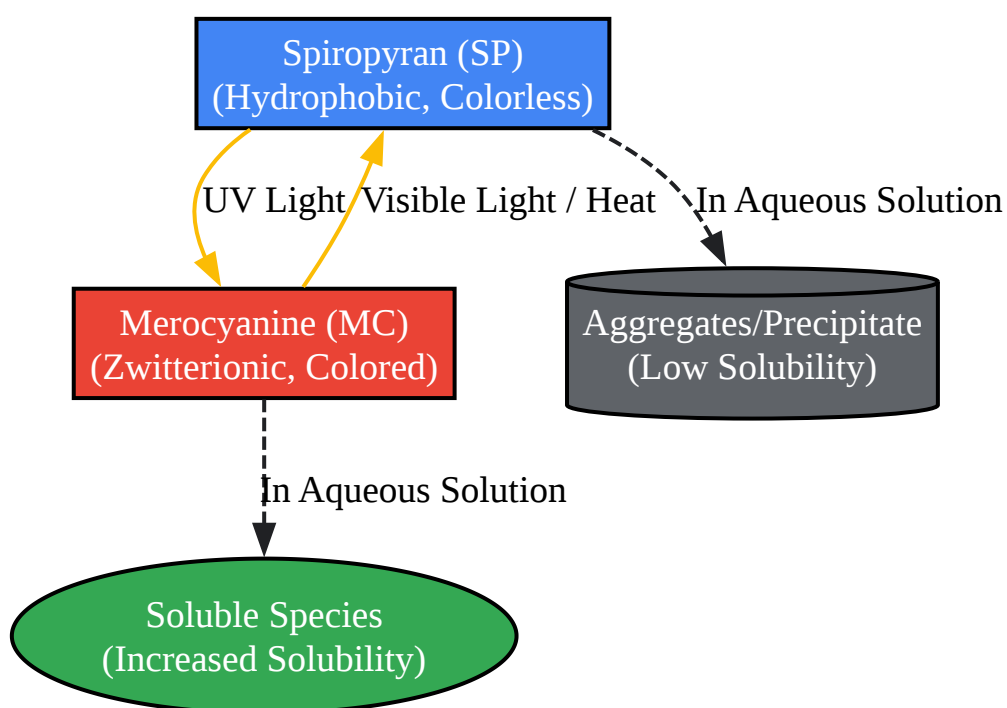 Spiropyran (SP)
(Hydrophobic, Colorless)
UV Light
Visible Light / Heat
In Aqueous Solution
Merocyanine (MC)
(Zwitterionic, Colored)
Aggregates/Precipitate
(Low Solubility)
In Aqueous Solution
Soluble Species
(Increased Solubility)